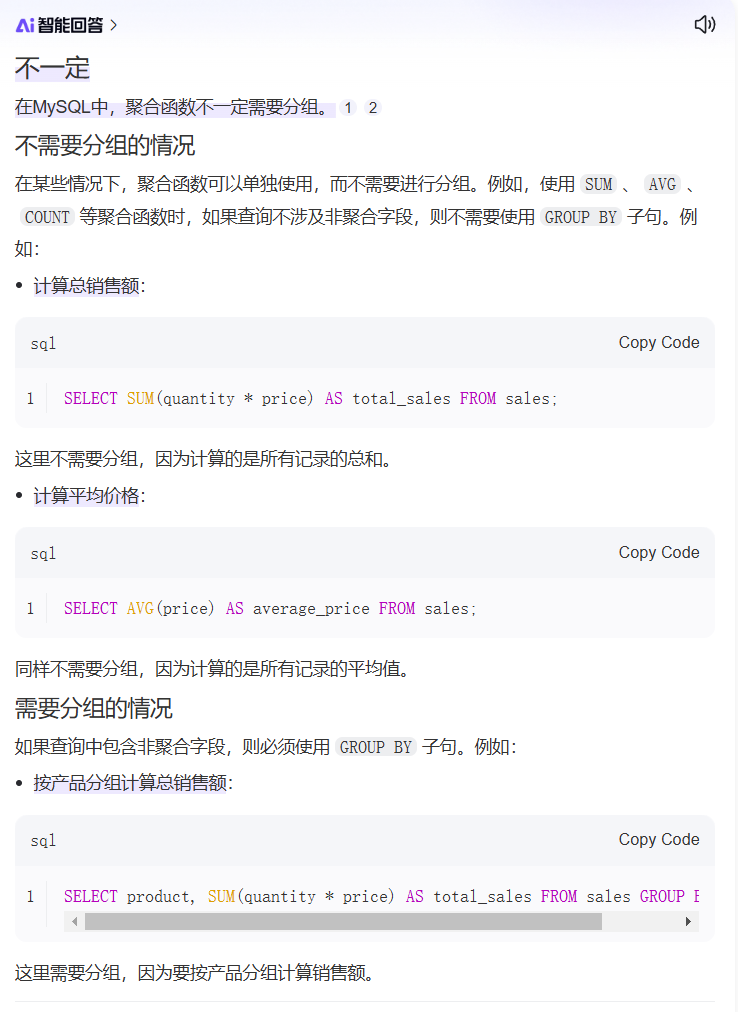 Ai智能回答
不一定
在MySQL中，聚合函数不一定需要分组。 1 2
不需要分组的情况
在某些情况下，聚合函数可以单独使用，而不需要进行分组。例如，使用 SUM 、 AVG 、
COUNT 等聚合函数时，如果查询不涉及非聚合字段，则不需要使用 GROUP BY 子句。例
如：
• 计算总销售额：
sql Copy Code
1 SELECT SUM(quantity * price) AS total_sales FROM sales;
这里不需要分组，因为计算的是所有记录的总和。
• 计算平均价格：
sql Copy Code
1 SELECT AVG(price) AS average_price FROM sales;
同样不需要分组，因为计算的是所有记录的平均值。
需要分组的情况
如果查询中包含非聚合字段，则必须使用 GROUP BY 子句。例如：
• 按产品分组计算总销售额：
sql Copy Code
1 SELECT product, SUM(quantity * price) AS total_sales FROM sales GROUP
这里需要分组，因为要按产品分组计算销售额。